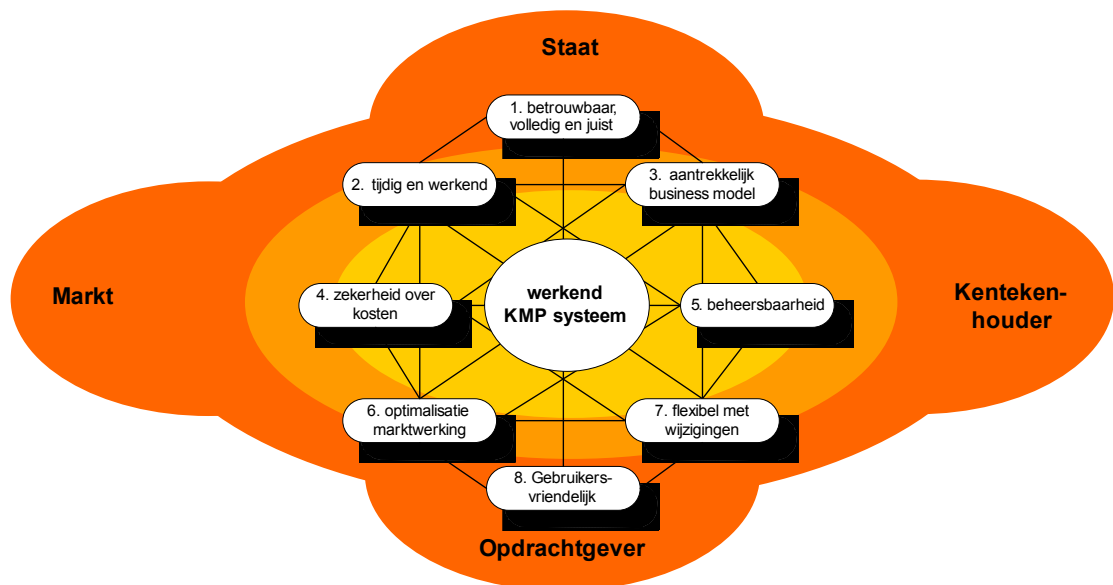 Staat
1. betrouwbaar,
volledig en juist
2. tijdig en werkend
3. aantrekkelijk
business model
Markt
4. zekerheid over
kosten
werkend
KMP systeem
5. beheersbaarheid
Kenteken-
houder
6. optimalisatie
marktwerking
7. flexibel met
wijzigingen
8. Gebruikers-
vriendelijk
Opdrachtgever